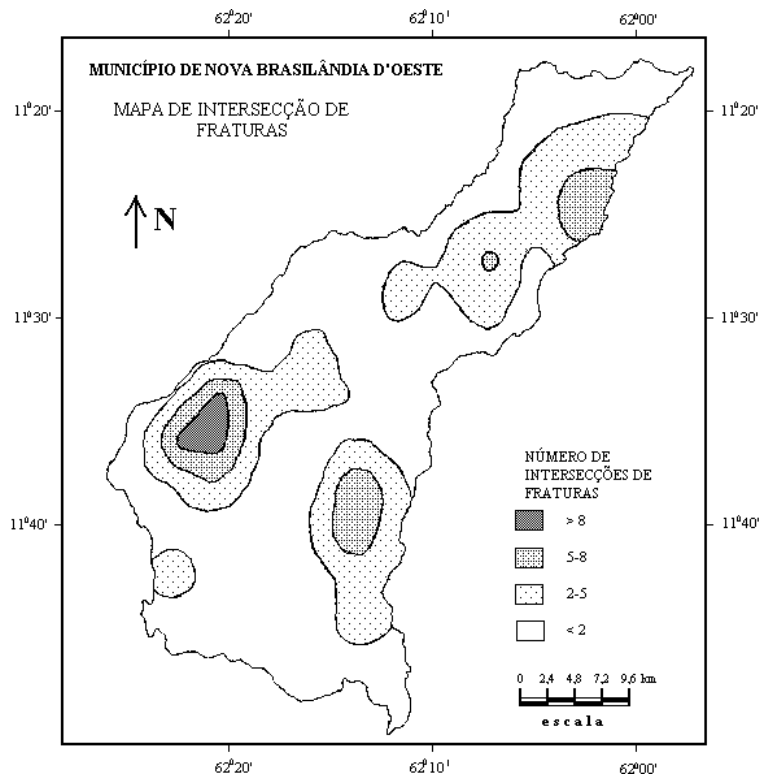 62°20' 62°10' 62°00'
MUNICÍPIO DE NOVA BRASILÂNDIA D'OESTE
MAPA DE INTERSECÇÃO DE
FRATURAS
11°20' 11°20'
N
11°30' 11°30'
NÚMERO DE
INTERSECÇÕES DE
FRATURAS
11°40' 11°40'
> 8
5-8
2-5
< 2
0 2,4 4,8 7,2 9,6 km
escala
62°20' 62°10' 62°00'